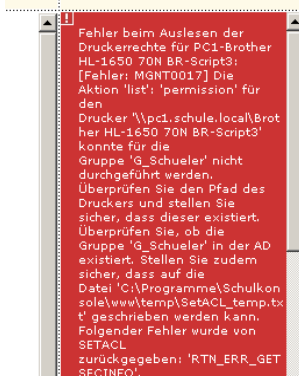 Fehler beim Auslesen der
Druckerrechte für PC1-Brother
HL-1650 70N BR-Script3:
[Fehler: MGNT0017] Die
Aktion 'list': 'permission' für
den
Drucker '\\pc1.schule.local\Brot
her HL-1650 70N BR-Script3'
konnte für die
Gruppe 'G_Schueler' nicht
durchgeführt werden.
Überprüfen Sie den Pfad des
Druckers und stellen Sie
sicher, dass dieser existiert.
Überprüfen Sie, ob die
Gruppe 'G_Schueler' in der AD
existiert. Stellen Sie zudem
sicher, dass auf die
Datei 'C:\Programme\Schulkon
sole\www\temp\SetACL_temp.tx
t' geschrieben werden kann.
Folgender Fehler wurde von
SETACL
zurückgegeben: 'RTN_ERR_GET
SECINFO'.